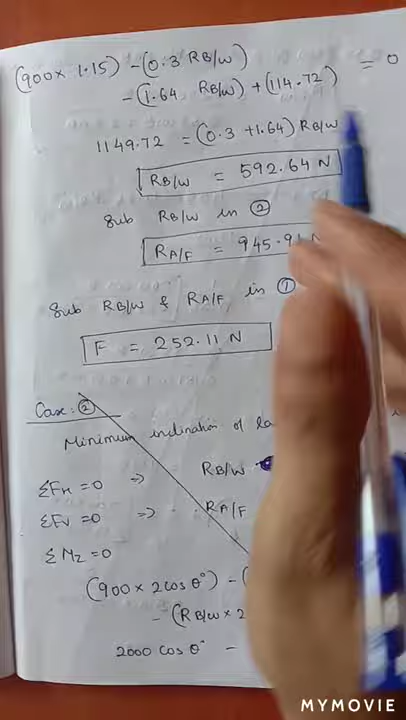 (900 × 1.15) - (0.3 RB/W)
- (1.64 RB/W) + (114.72) = 0
1149.72 = (0.3 + 1.64) RB/W
RB/W = 592.64 N
Sub RB/W in ②
RA/F = 945.91 N
Sub RB/W & RA/F in ①
F = 252.11 N
Case: ②
Minimum inclination of la
ΣFH = 0 => RB/W
ΣFV = 0 => RA/F
ΣMZ = 0
(900 × 2cos θ°) - (
- (RB/W × 2
2000 cos θ° -
MYMOVIE